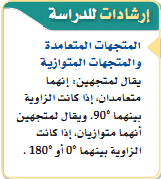 إرشادات للدراسة
المتجهات المتعامدة
والمتجهات المتوازية
يقال لمتجهين: إنهما
متعامدان، إذا كانت الزاوية
بينهما 90°. ويقال لمتجهين
أنهما متوازيان، إذا كانت
الزاوية بينهما 0° أو 180° .